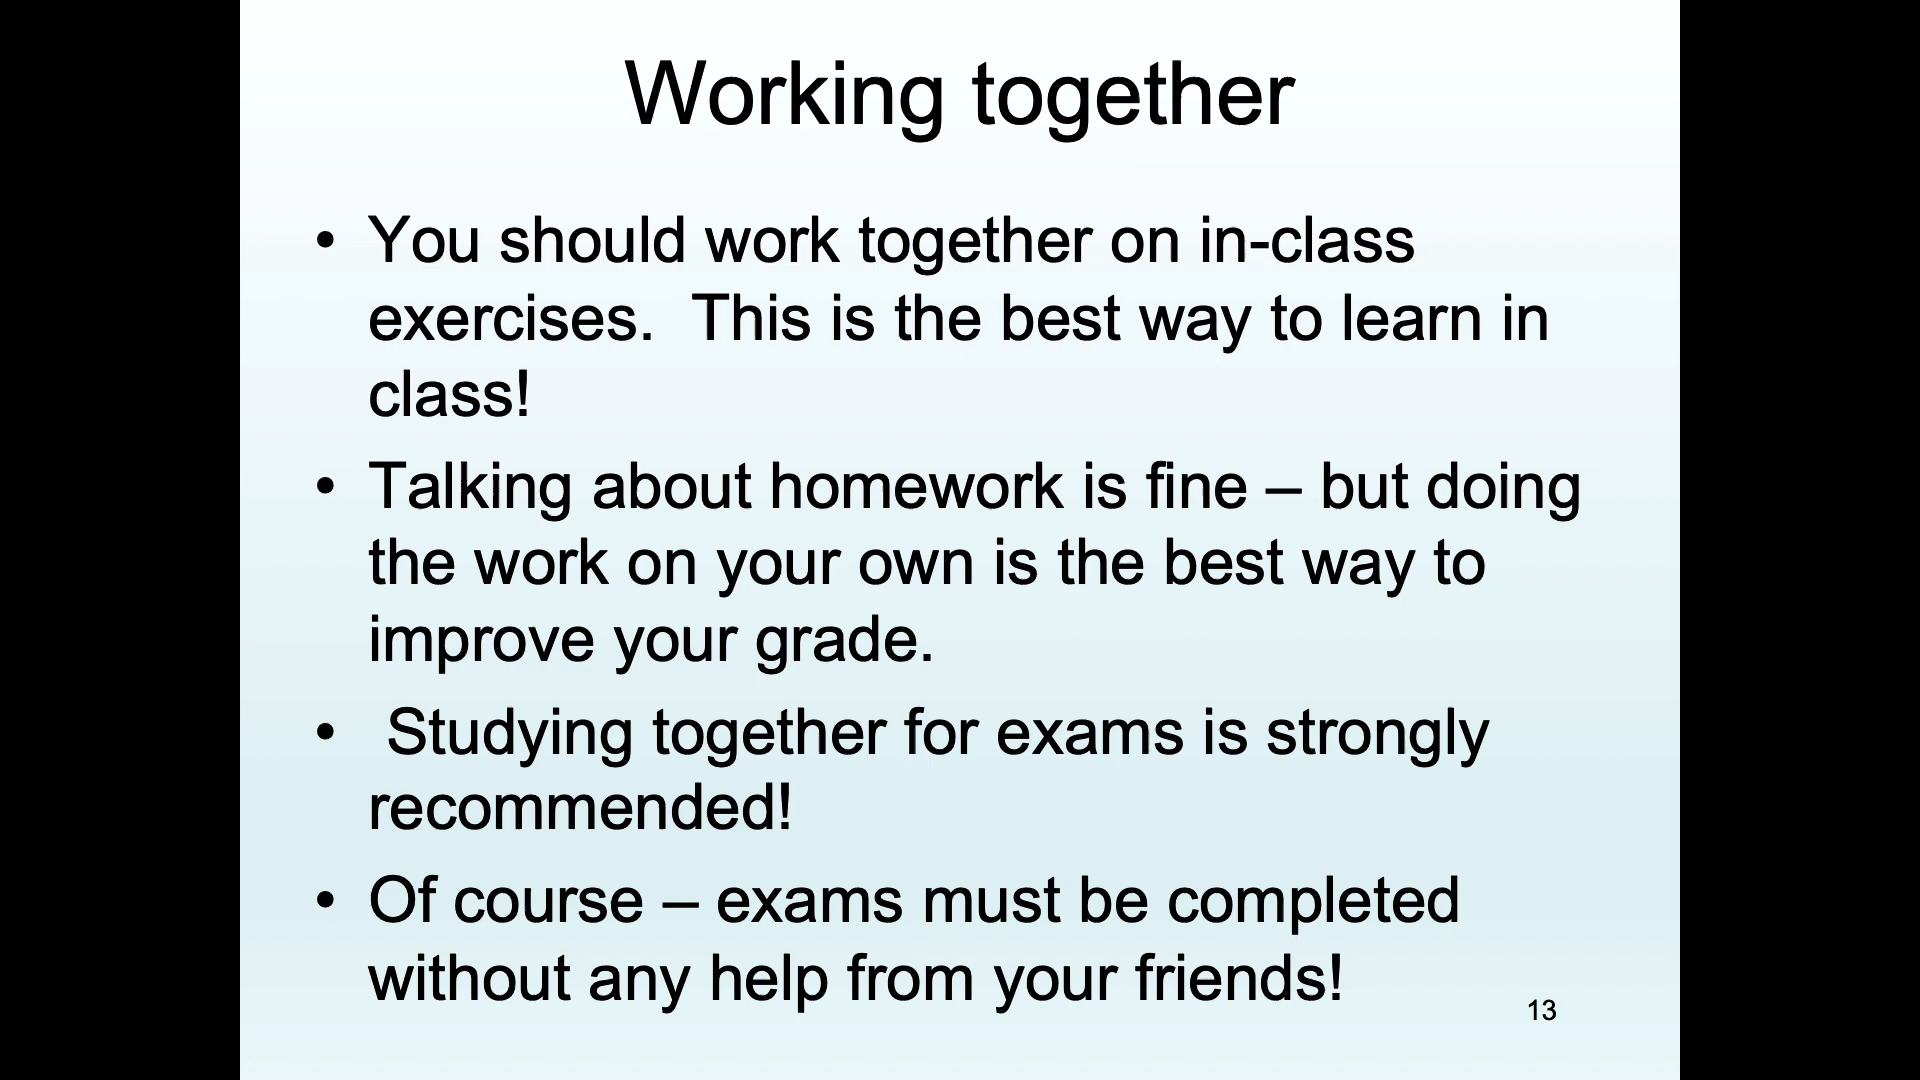 Working together
• You should work together on in-class
exercises.  This is the best way to learn in
class!
• Talking about homework is fine – but doing
the work on your own is the best way to
improve your grade.
•  Studying together for exams is strongly
recommended!
• Of course – exams must be completed
without any help from your friends!
13